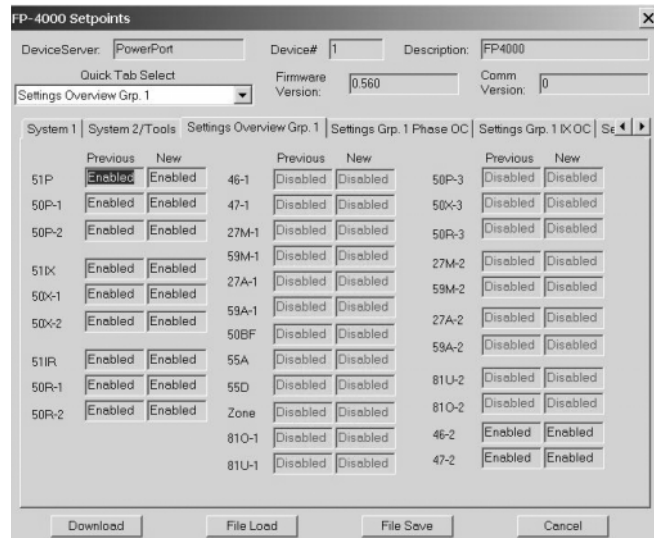 FP-4000 Setpoints
DeviceServer: PowerPort Device# 1 Description: FP4000
Quick Tab Select
Settings Overview Grp. 1
Firmware Version: 0.560
Comm Version: 0
System 1 System 2/Tools Settings Overview Grp. 1 Settings Grp. 1 Phase OC Settings Grp. 1 IX OC Se
Previous New
51P Enabled Enabled
50P-1 Enabled Enabled
50P-2 Enabled Enabled
51IX Enabled Enabled
50X-1 Enabled Enabled
50X-2 Enabled Enabled
51IR Enabled Enabled
50R-1 Enabled Enabled
50R-2 Enabled Enabled
Previous New
46-1 Disabled Disabled
47-1 Disabled Disabled
27M-1 Disabled Disabled
59M-1 Disabled Disabled
27A-1 Disabled Disabled
59A-1 Disabled Disabled
50BF Disabled Disabled
55A Disabled Disabled
55D Disabled Disabled
Zone Disabled Disabled
81O-1 Disabled Disabled
81U-1 Disabled Disabled
Previous New
50P-3 Disabled Disabled
50X-3 Disabled Disabled
50R-3 Disabled Disabled
27M-2 Disabled Disabled
59M-2 Disabled Disabled
27A-2 Disabled Disabled
59A-2 Disabled Disabled
81U-2 Disabled Disabled
81O-2 Disabled Disabled
46-2 Enabled Enabled
47-2 Enabled Enabled
Download File Load File Save Cancel